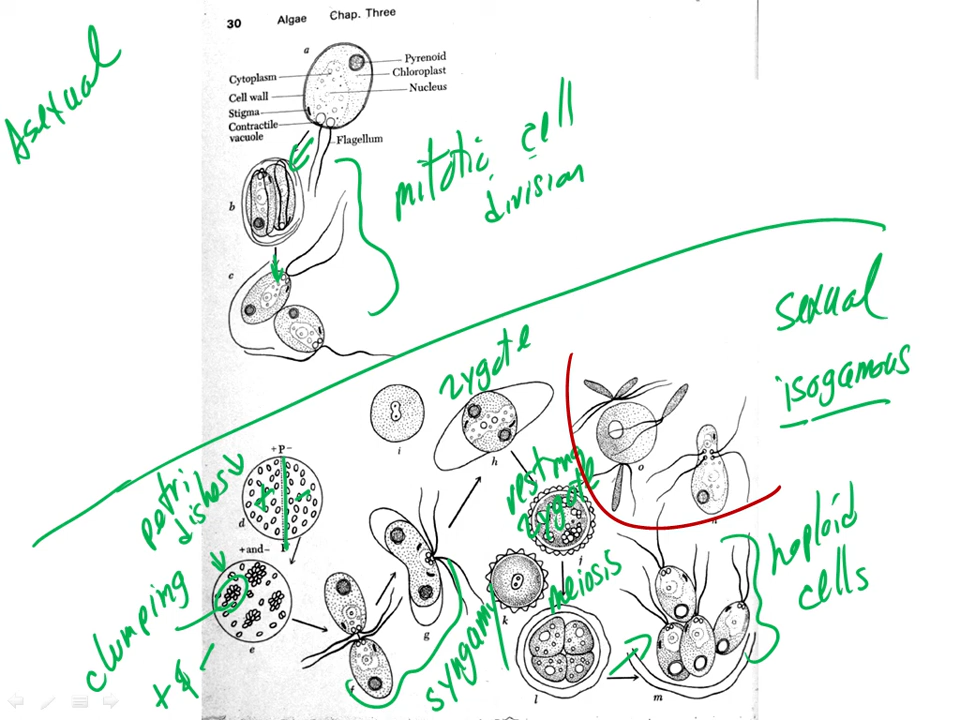 30 Algae Chap. Three
a
Pyrenoid
Cytoplasm
Chloroplast
Nucleus
Cell wall
Stigma
Contractile
vacuole
Flagellum
Asexual
mitotic cell
division
b
c
sexual
isogamous
zygote
i
h
o
resting
zygote
petri
dishes
+P-
d
+and-
e
clumping
f
g
syngamy
j
k
meiosis
l
m
haploid
cells